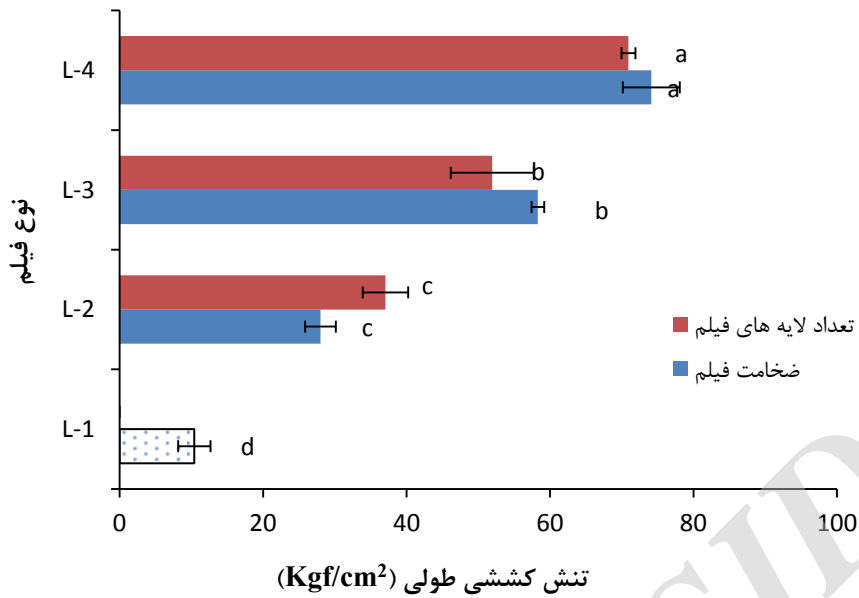 L-4
a
a
L-3
b
b
L-2
c
c
L-1
d
نوع فیلم
تعداد لایه های فیلم
ضخامت فیلم
0 20 40 60 80 100
تنش کششی طولی (Kgf/cm²)
SID